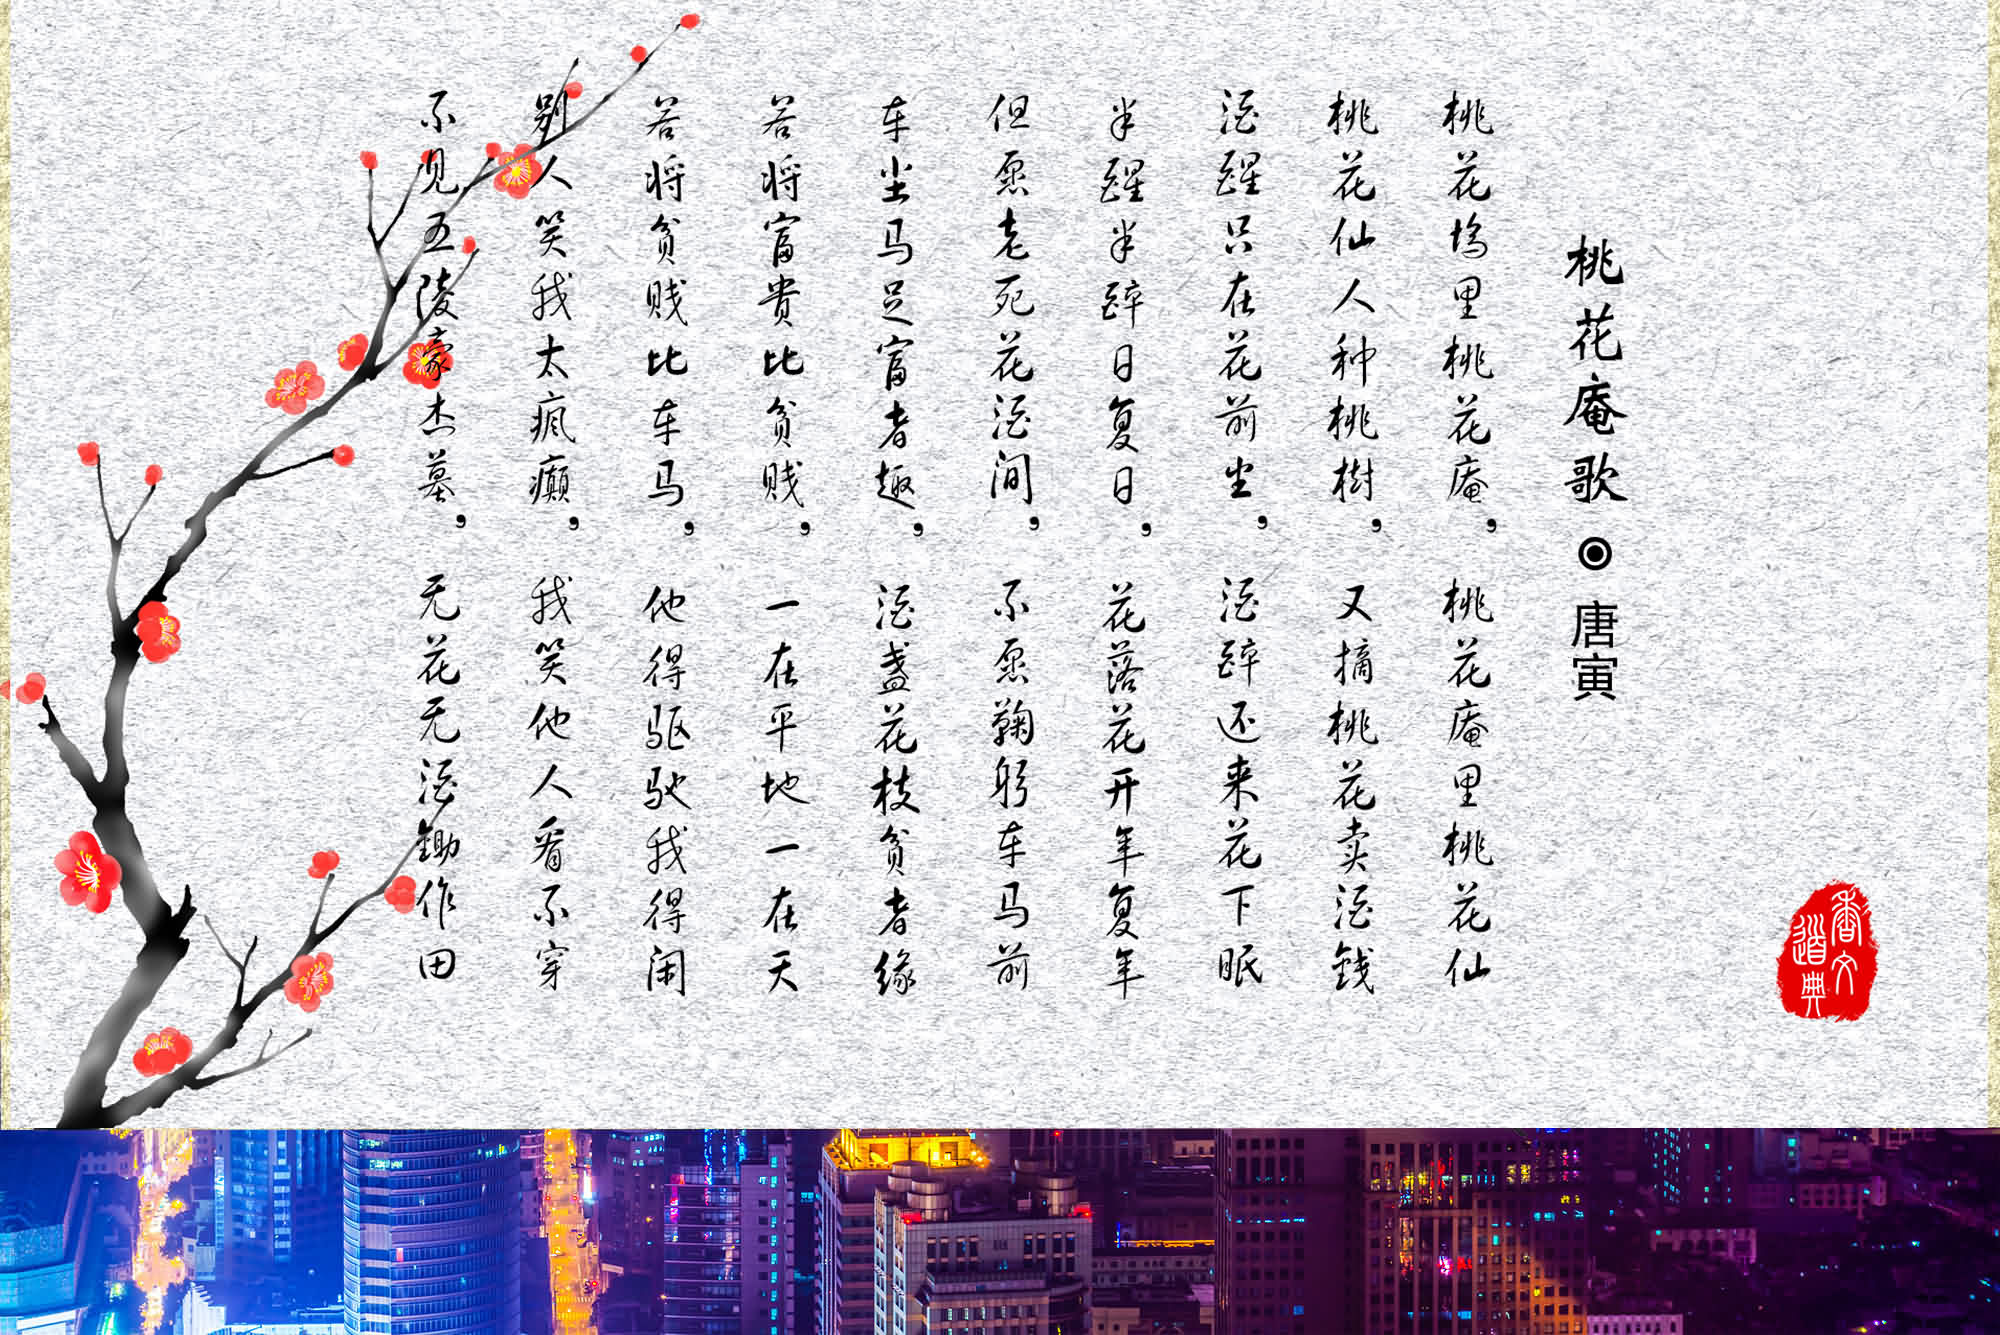 桃花庵歌◎唐寅
桃花坞里桃花庵，桃花庵里桃花仙
桃花仙人种桃樹，又摘桃花卖酒錢
酒醒只在花前坐，酒醉还来花下眠
半醒半醉日复日，花落花开年复年
但愿老死花酒间，不愿鞠躬车马前
车尘马足富者趣，酒盏花枝贫者缘
若将富贵比贫贱，一在平地一在天
若将贫贱比车马，他得驱驰我得闲
别人笑我太疯癫，我笑他人看不穿
不见五陵豪杰墓，无花无酒锄作田
香文
道典